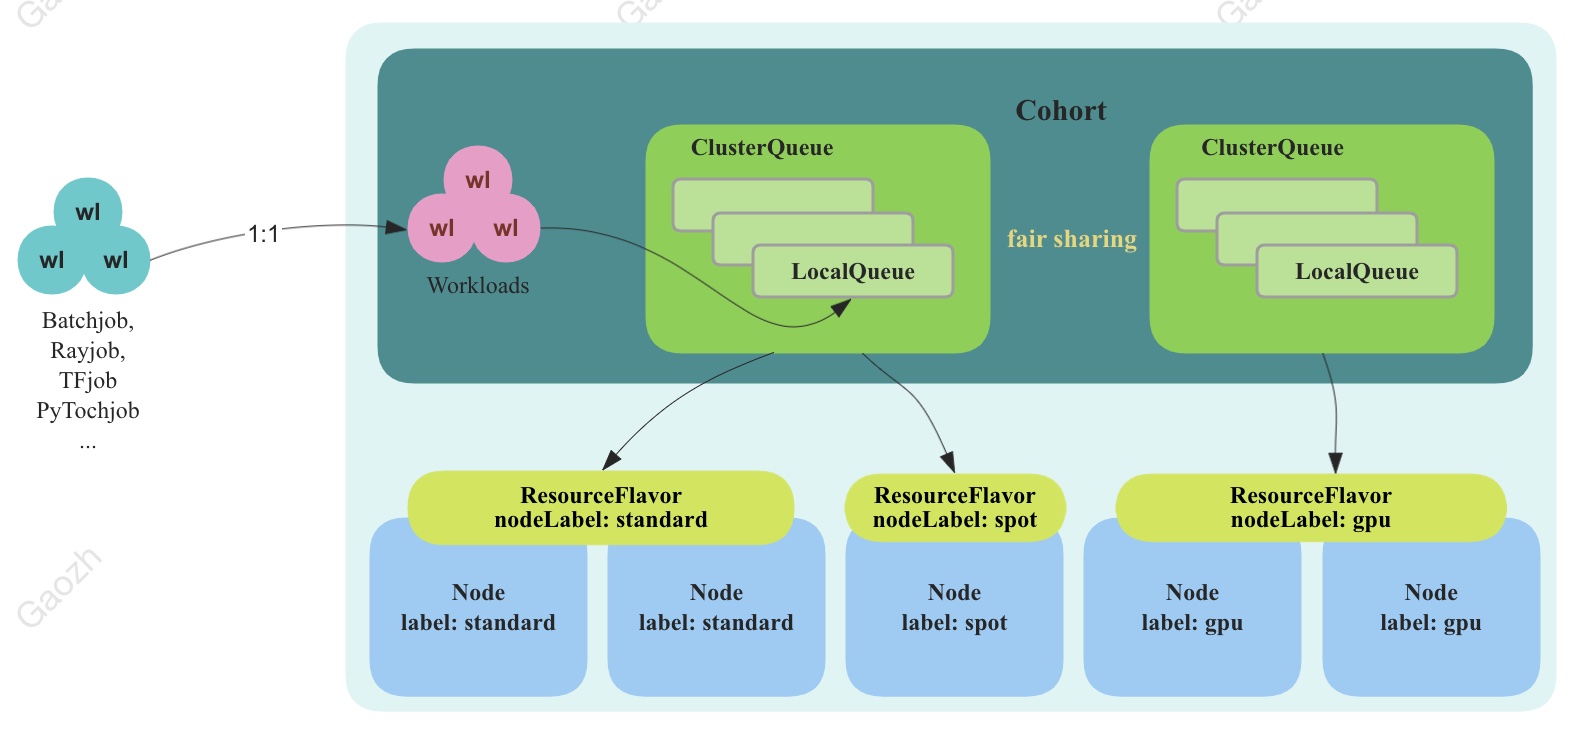 Gaozh
Ga
Ga
Cohort
ClusterQueue
ClusterQueue
wl
wl
wl
Workloads
LocalQueue
fair sharing
LocalQueue
wl
wl
wl
1:1
Batchjob,
Rayjob,
TFjob
PyTochjob
...
ResourceFlavor
nodeLabel: standard
ResourceFlavor
nodeLabel: spot
ResourceFlavor
nodeLabel: gpu
Node
label: standard
Node
label: standard
Node
label: spot
Node
label: gpu
Node
label: gpu